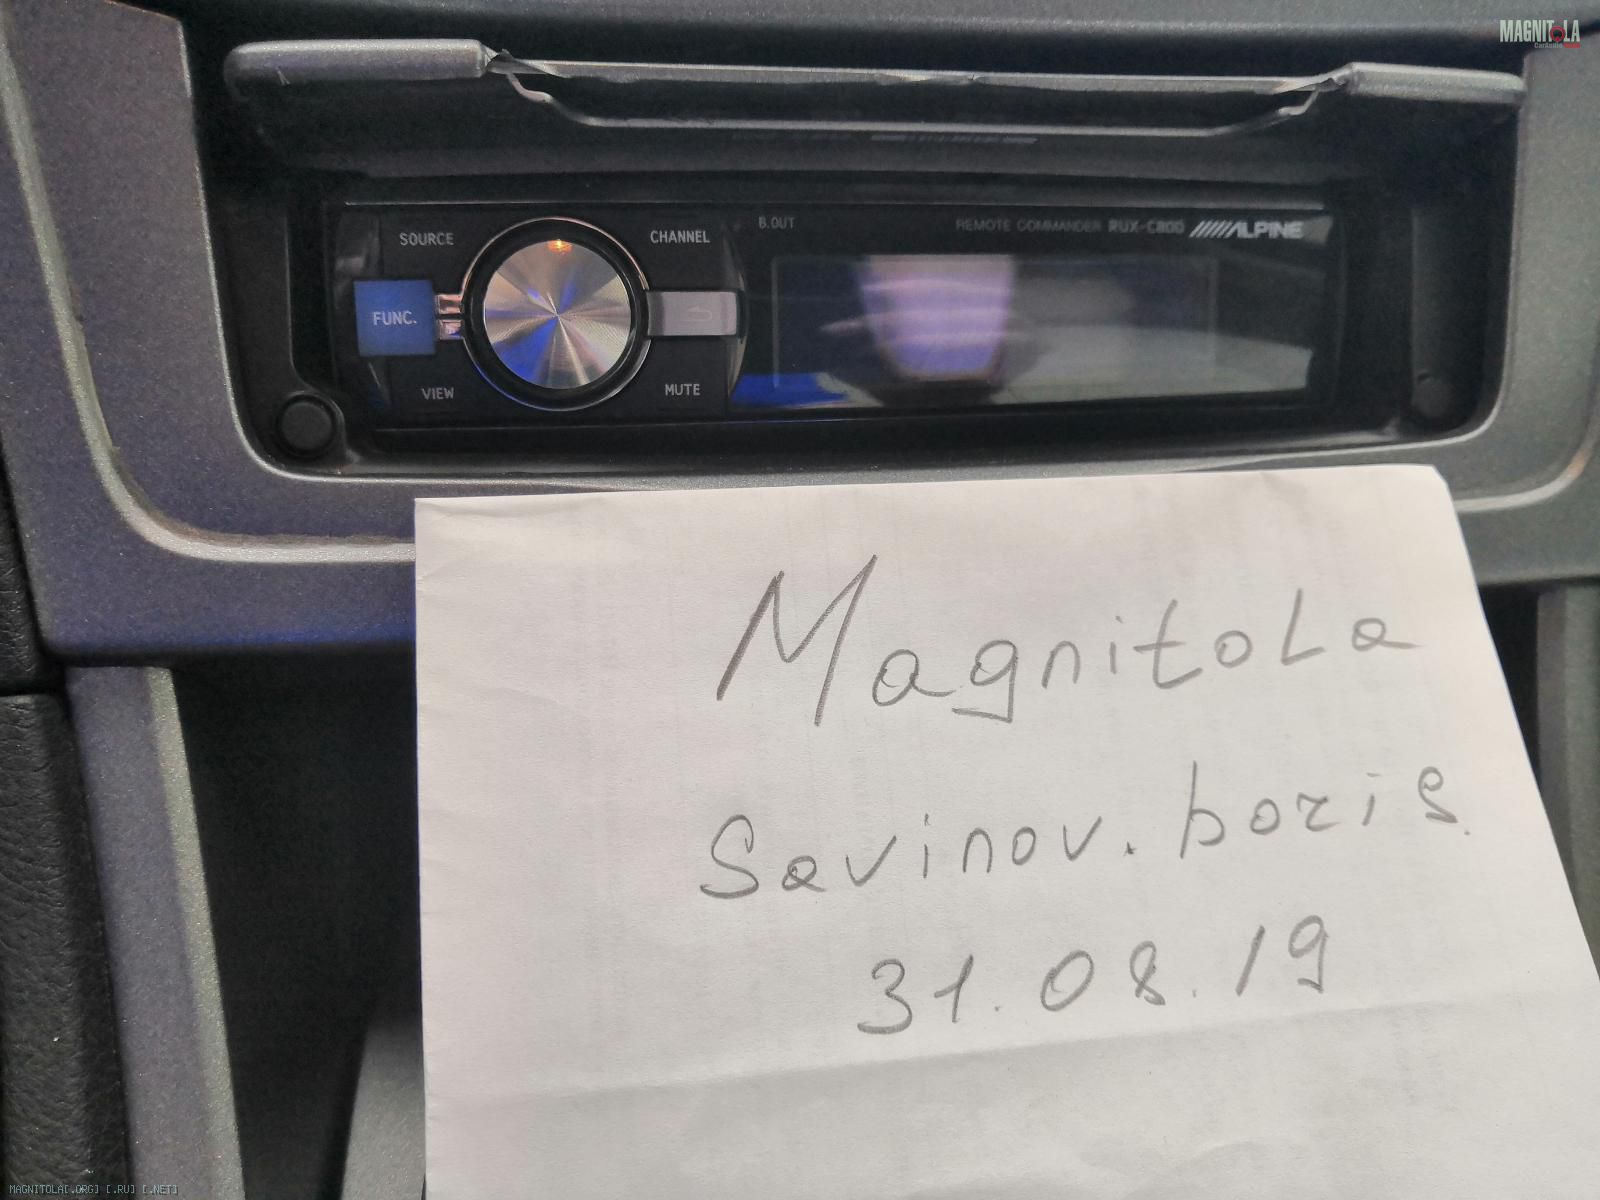 MAGNITOLA
CarAudio
B.OUT
REMOTE COMMANDER RUX-C800 ALPINE
SOURCE
CHANNEL
FUNC.
VIEW
MUTE
MagnitoLa
Savinov.boris
31.08.19
MAGNITOLA[.ORG] [.RU] [.NET]